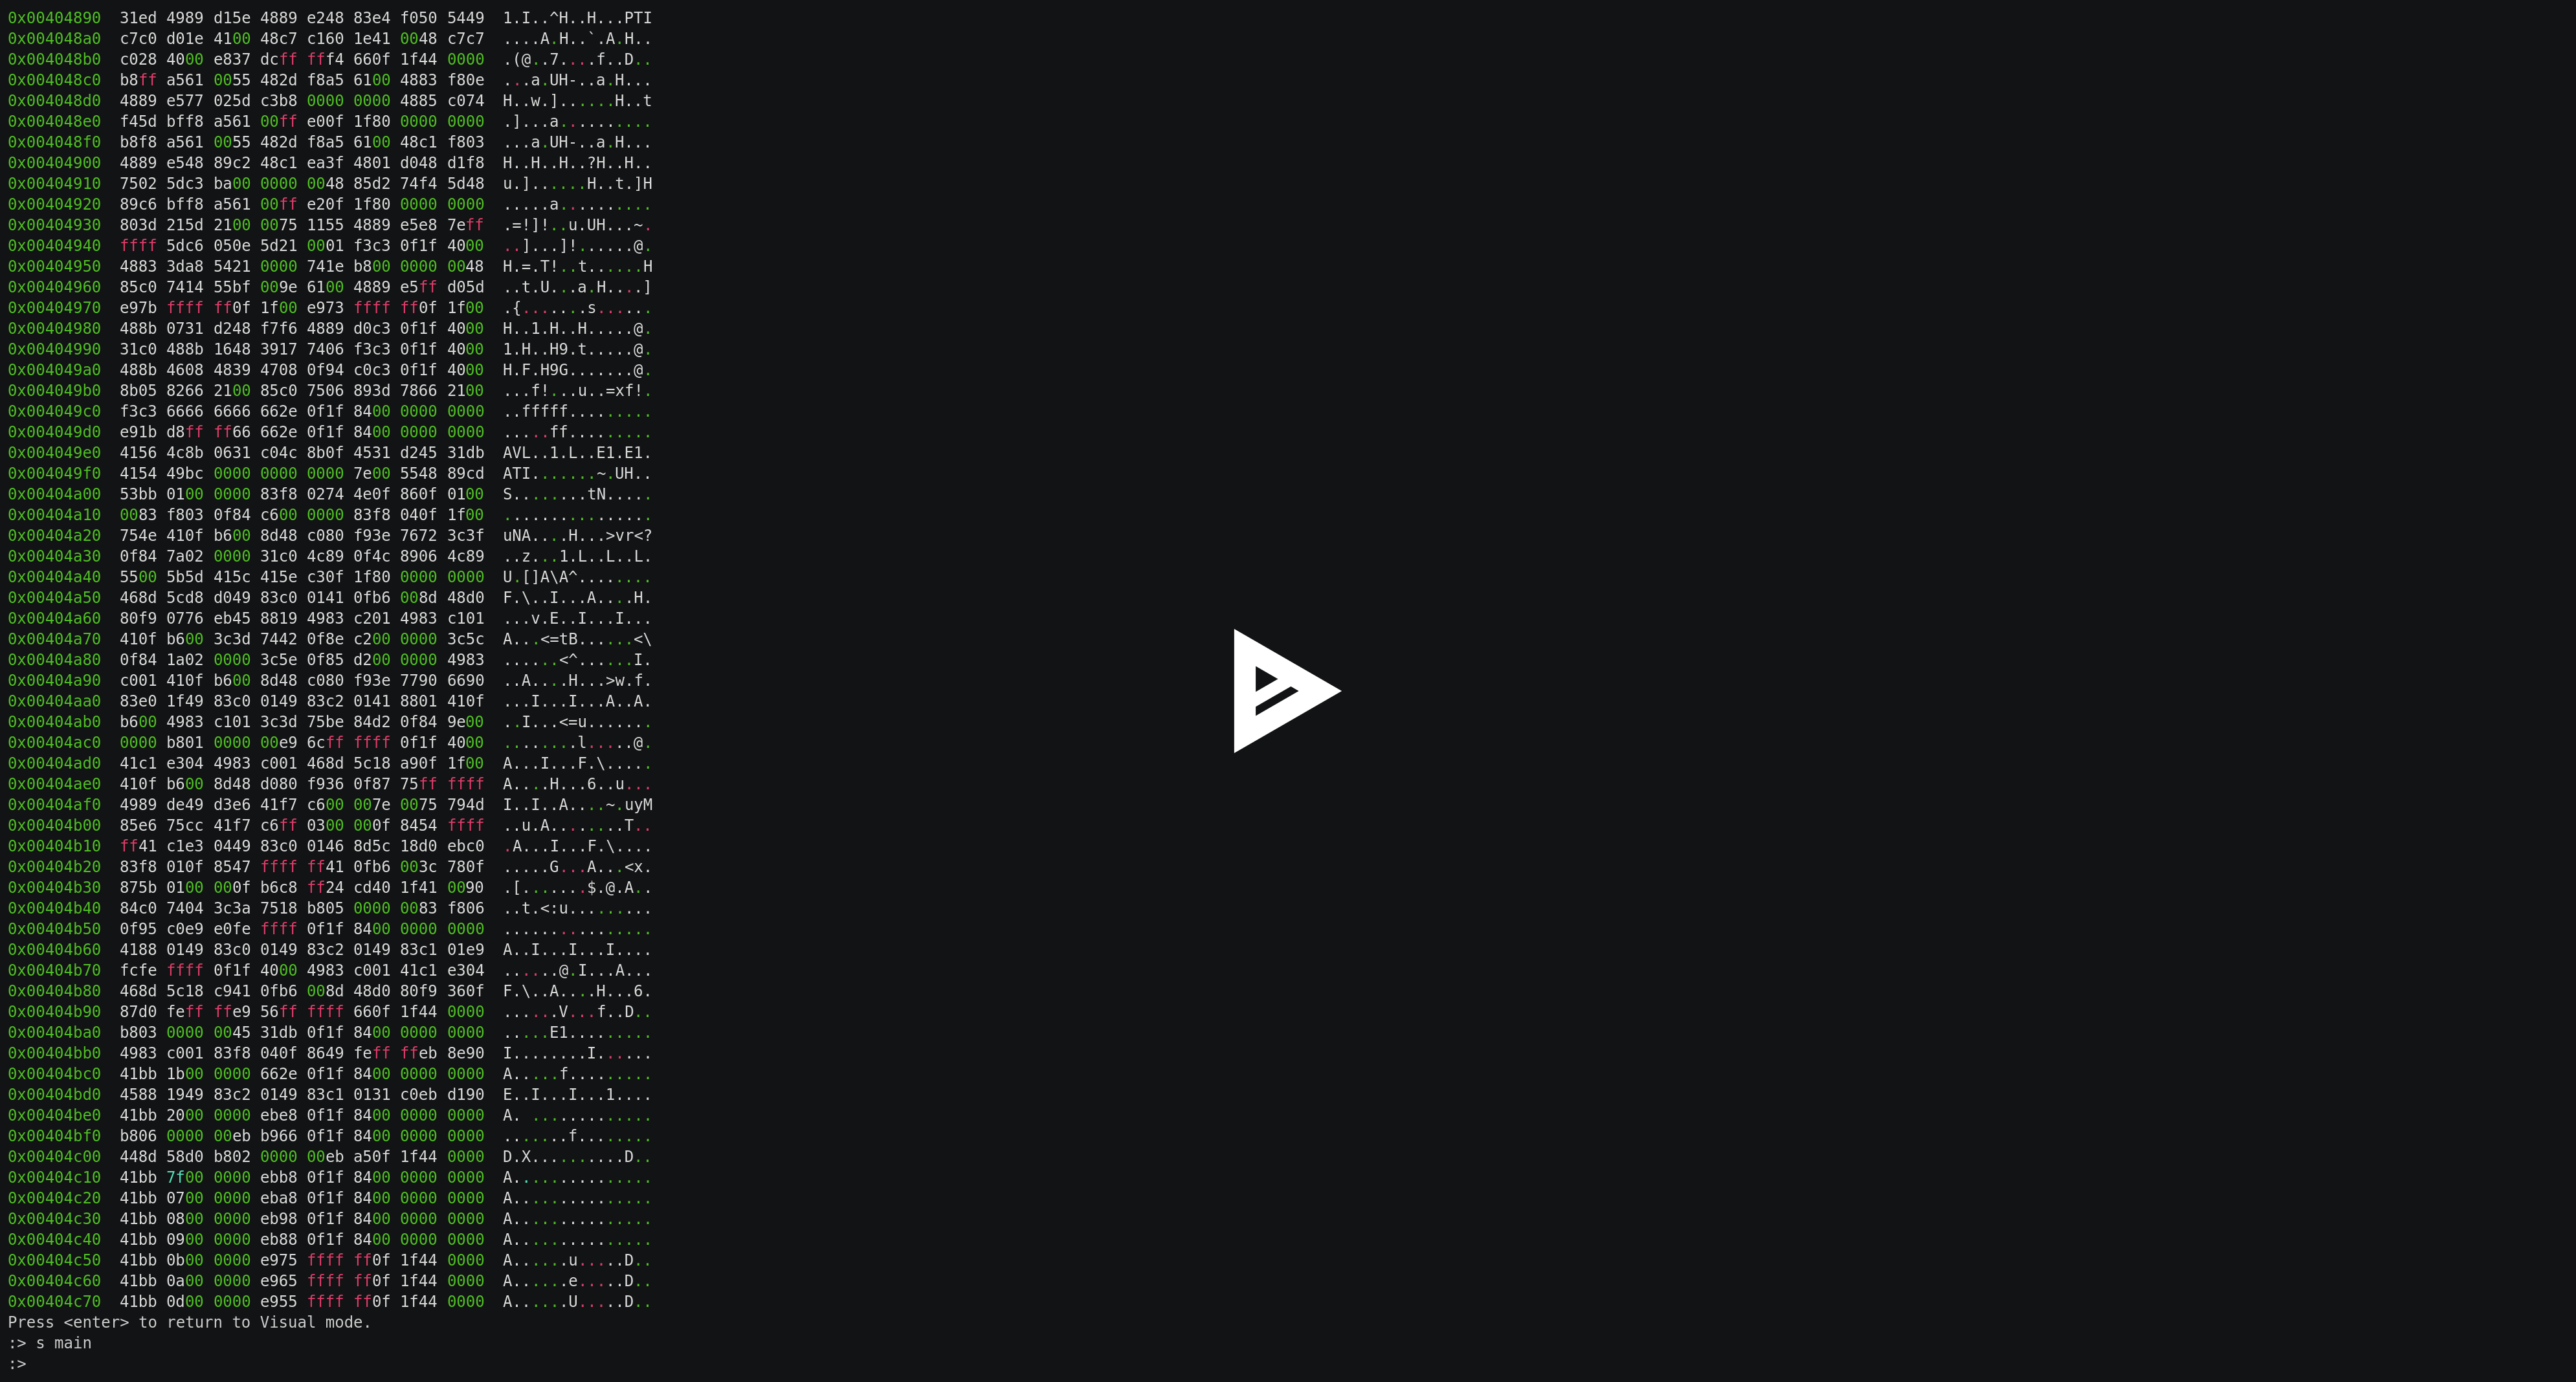 0x00404890  31ed 4989 d15e 4889 e248 83e4 f050 5449  1.I..^H..H...PTI
0x004048a0  c7c0 d01e 4100 48c7 c160 1e41 0048 c7c7  ....A.H..`.A.H..
0x004048b0  c028 4000 e837 dcff fff4 660f 1f44 0000  .(@..7....f..D..
0x004048c0  b8ff a561 0055 482d f8a5 6100 4883 f80e  ...a.UH-..a.H...
0x004048d0  4889 e577 025d c3b8 0000 0000 4885 c074  H..w.]......H..t
0x004048e0  f45d bff8 a561 00ff e00f 1f80 0000 0000  .]...a..........
0x004048f0  b8f8 a561 0055 482d f8a5 6100 48c1 f803  ...a.UH-..a.H...
0x00404900  4889 e548 89c2 48c1 ea3f 4801 d048 d1f8  H..H..H..?H..H..
0x00404910  7502 5dc3 ba00 0000 0048 85d2 74f4 5d48  u.]......H..t.]H
0x00404920  89c6 bff8 a561 00ff e20f 1f80 0000 0000  .....a..........
0x00404930  803d 215d 2100 0075 1155 4889 e5e8 7eff  .=!]!..u.UH...~.
0x00404940  ffff 5dc6 050e 5d21 0001 f3c3 0f1f 4000  ..]...]!......@.
0x00404950  4883 3da8 5421 0000 741e b800 0000 0048  H.=.T!..t......H
0x00404960  85c0 7414 55bf 009e 6100 4889 e5ff d05d  ..t.U...a.H....]
0x00404970  e97b ffff ff0f 1f00 e973 ffff ff0f 1f00  .{.......s......
0x00404980  488b 0731 d248 f7f6 4889 d0c3 0f1f 4000  H..1.H..H.....@.
0x00404990  31c0 488b 1648 3917 7406 f3c3 0f1f 4000  1.H..H9.t.....@.
0x004049a0  488b 4608 4839 4708 0f94 c0c3 0f1f 4000  H.F.H9G.......@.
0x004049b0  8b05 8266 2100 85c0 7506 893d 7866 2100  ...f!...u..=xf!.
0x004049c0  f3c3 6666 6666 662e 0f1f 8400 0000 0000  ..fffff.........
0x004049d0  e91b d8ff ff66 662e 0f1f 8400 0000 0000  .....ff.........
0x004049e0  4156 4c8b 0631 c04c 8b0f 4531 d245 31db  AVL..1.L..E1.E1.
0x004049f0  4154 49bc 0000 0000 0000 7e00 5548 89cd  ATI.......~.UH..
0x00404a00  53bb 0100 0000 83f8 0274 4e0f 860f 0100  S........tN.....
0x00404a10  0083 f803 0f84 c600 0000 83f8 040f 1f00  ................
0x00404a20  754e 410f b600 8d48 c080 f93e 7672 3c3f  uNA....H...>vr<?
0x00404a30  0f84 7a02 0000 31c0 4c89 0f4c 8906 4c89  ..z...1.L..L..L.
0x00404a40  5500 5b5d 415c 415e c30f 1f80 0000 0000  U.[]A\A^........
0x00404a50  468d 5cd8 d049 83c0 0141 0fb6 008d 48d0  F.\..I...A....H.
0x00404a60  80f9 0776 eb45 8819 4983 c201 4983 c101  ...v.E..I...I...
0x00404a70  410f b600 3c3d 7442 0f8e c200 0000 3c5c  A...<=tB......<\
0x00404a80  0f84 1a02 0000 3c5e 0f85 d200 0000 4983  ......<^......I.
0x00404a90  c001 410f b600 8d48 c080 f93e 7790 6690  ..A....H...>w.f.
0x00404aa0  83e0 1f49 83c0 0149 83c2 0141 8801 410f  ...I...I...A..A.
0x00404ab0  b600 4983 c101 3c3d 75be 84d2 0f84 9e00  ..I...<=u.......
0x00404ac0  0000 b801 0000 00e9 6cff ffff 0f1f 4000  ........l.....@.
0x00404ad0  41c1 e304 4983 c001 468d 5c18 a90f 1f00  A...I...F.\.....
0x00404ae0  410f b600 8d48 d080 f936 0f87 75ff ffff  A....H...6..u...
0x00404af0  4989 de49 d3e6 41f7 c600 007e 0075 794d  I..I..A....~.uyM
0x00404b00  85e6 75cc 41f7 c6ff 0300 000f 8454 ffff  ..u.A........T..
0x00404b10  ff41 c1e3 0449 83c0 0146 8d5c 18d0 ebc0  .A...I...F.\....
0x00404b20  83f8 010f 8547 ffff ff41 0fb6 003c 780f  .....G...A...<x.
0x00404b30  875b 0100 000f b6c8 ff24 cd40 1f41 0090  .[.......$.@.A..
0x00404b40  84c0 7404 3c3a 7518 b805 0000 0083 f806  ..t.<:u.........
0x00404b50  0f95 c0e9 e0fe ffff 0f1f 8400 0000 0000  ................
0x00404b60  4188 0149 83c0 0149 83c2 0149 83c1 01e9  A..I...I...I....
0x00404b70  fcfe ffff 0f1f 4000 4983 c001 41c1 e304  ......@.I...A...
0x00404b80  468d 5c18 c941 0fb6 008d 48d0 80f9 360f  F.\..A....H...6.
0x00404b90  87d0 feff ffe9 56ff ffff 660f 1f44 0000  ......V...f..D..
0x00404ba0  b803 0000 0045 31db 0f1f 8400 0000 0000  .....E1.........
0x00404bb0  4983 c001 83f8 040f 8649 feff ffeb 8e90  I........I......
0x00404bc0  41bb 1b00 0000 662e 0f1f 8400 0000 0000  A.....f.........
0x00404bd0  4588 1949 83c2 0149 83c1 0131 c0eb d190  E..I...I...1....
0x00404be0  41bb 2000 0000 ebe8 0f1f 8400 0000 0000  A. .............
0x00404bf0  b806 0000 00eb b966 0f1f 8400 0000 0000  .......f........
0x00404c00  448d 58d0 b802 0000 00eb a50f 1f44 0000  D.X..........D..
0x00404c10  41bb 7f00 0000 ebb8 0f1f 8400 0000 0000  A...............
0x00404c20  41bb 0700 0000 eba8 0f1f 8400 0000 0000  A...............
0x00404c30  41bb 0800 0000 eb98 0f1f 8400 0000 0000  A...............
0x00404c40  41bb 0900 0000 eb88 0f1f 8400 0000 0000  A...............
0x00404c50  41bb 0b00 0000 e975 ffff ff0f 1f44 0000  A......u.....D..
0x00404c60  41bb 0a00 0000 e965 ffff ff0f 1f44 0000  A......e.....D..
0x00404c70  41bb 0d00 0000 e955 ffff ff0f 1f44 0000  A......U.....D..
Press <enter> to return to Visual mode.
:> s main
:>